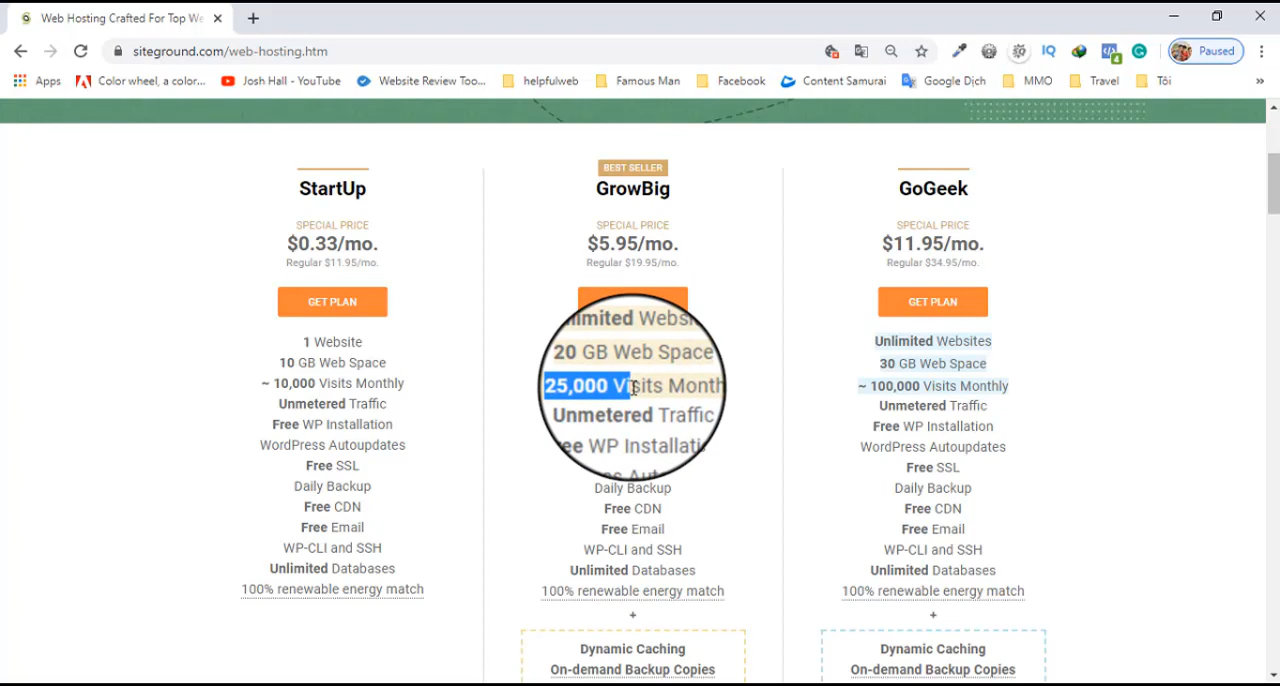 Web Hosting Crafted For Top We
siteground.com/web-hosting.htm
IQ
4
Paused
Apps
Color wheel, a color...
Josh Hall - YouTube
Website Review Too...
helpfulweb
Famous Man
Facebook
Content Samurai
Google Dịch
MMO
Travel
Tôi
»
StartUp
SPECIAL PRICE
$0.33/mo.
Regular $11.95/mo.
GET PLAN
1 Website
10 GB Web Space
~ 10,000 Visits Monthly
Unmetered Traffic
Free WP Installation
WordPress Autoupdates
Free SSL
Daily Backup
Free CDN
Free Email
WP-CLI and SSH
Unlimited Databases
100% renewable energy match
BEST SELLER
GrowBig
SPECIAL PRICE
$5.95/mo.
Regular $19.95/mo.
nlimited Websi
20 GB Web Space
25,000 Visits Month
Unmetered Traffic
ee WP Installati
Daily Backup
Free CDN
Free Email
WP-CLI and SSH
Unlimited Databases
100% renewable energy match
+
Dynamic Caching
On-demand Backup Copies
GoGeek
SPECIAL PRICE
$11.95/mo.
Regular $34.95/mo.
GET PLAN
Unlimited Websites
30 GB Web Space
~ 100,000 Visits Monthly
Unmetered Traffic
Free WP Installation
WordPress Autoupdates
Free SSL
Daily Backup
Free CDN
Free Email
WP-CLI and SSH
Unlimited Databases
100% renewable energy match
+
Dynamic Caching
On-demand Backup Copies